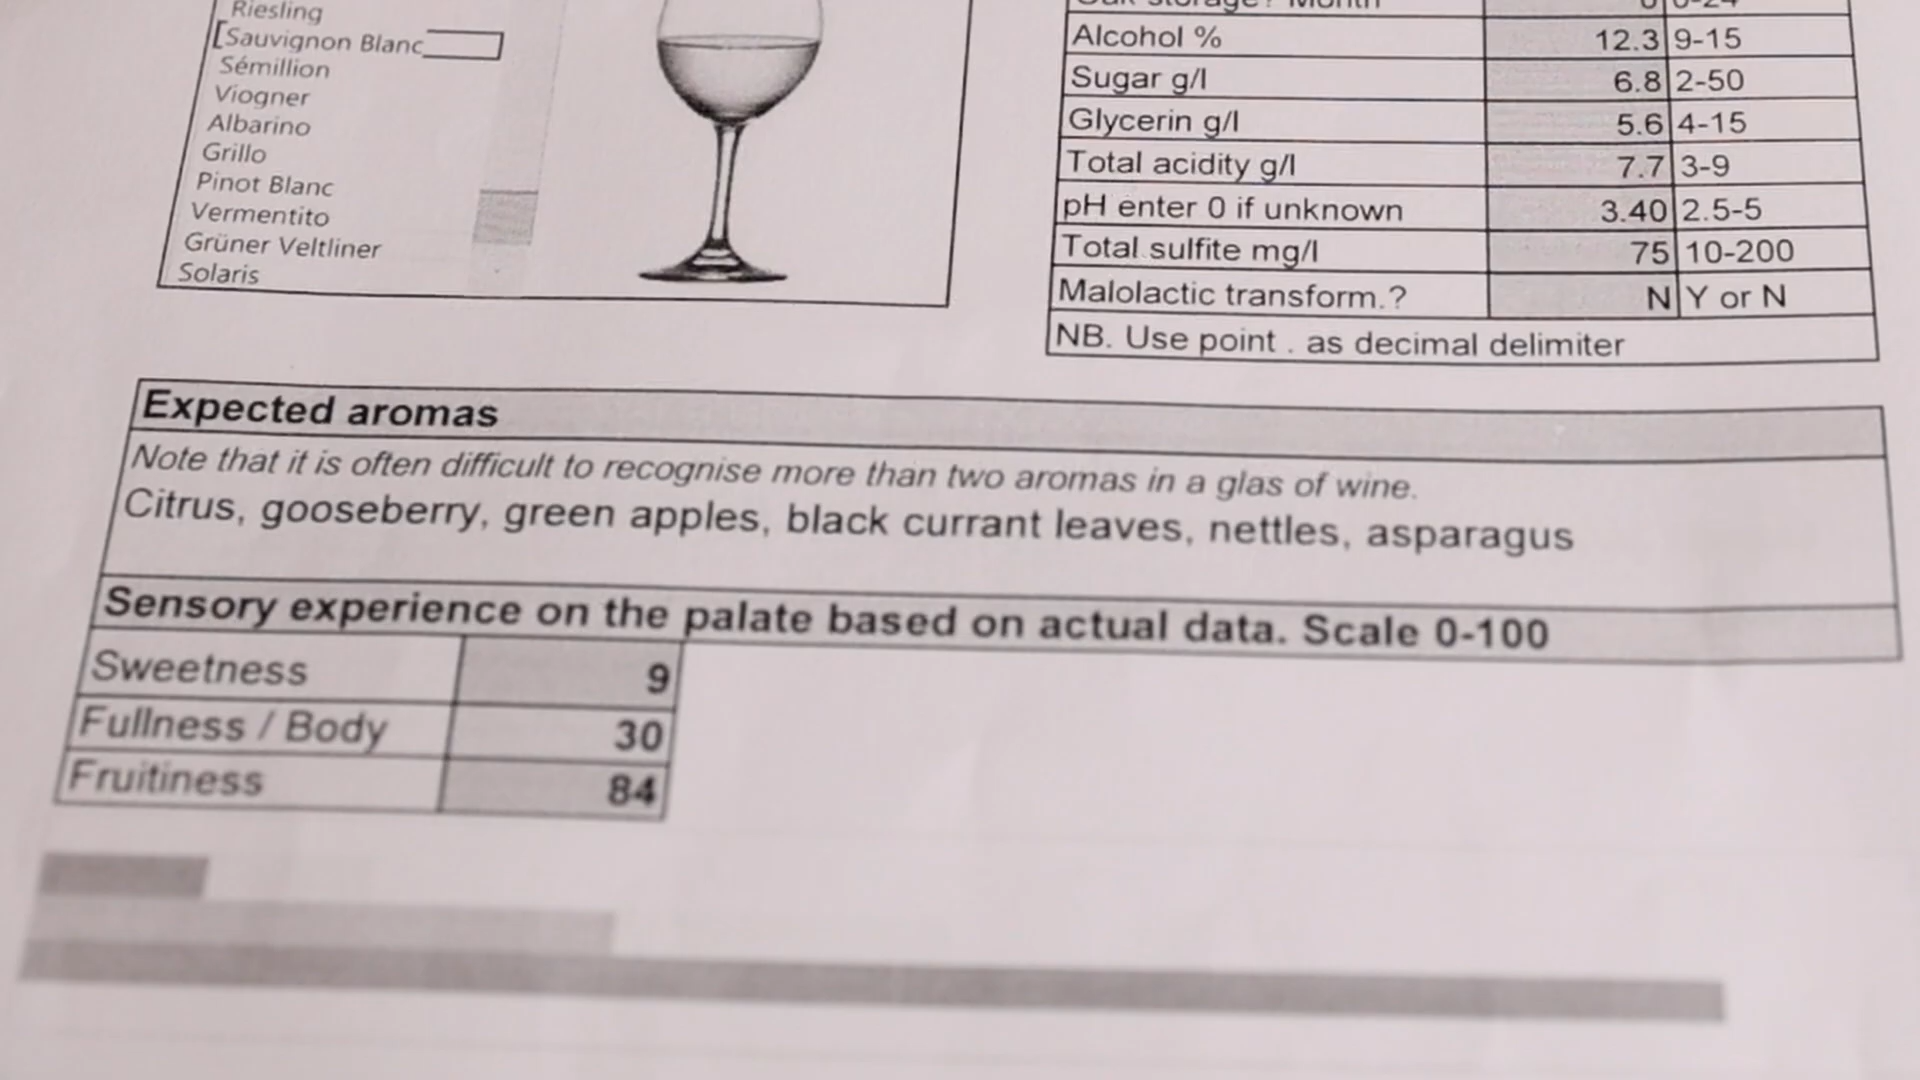 Riesling
Sauvignon Blanc
Sémillion
Viogner
Albarino
Grillo
Pinot Blanc
Vermentito
Grüner Veltliner
Solaris
Alcohol % 12.3 9-15
Sugar g/l 6.8 2-50
Glycerin g/l 5.6 4-15
Total acidity g/l 7.7 3-9
pH enter 0 if unknown 3.40 2.5-5
Total sulfite mg/l 75 10-200
Malolactic transform.? N Y or N
NB. Use point . as decimal delimiter
Expected aromas
Note that it is often difficult to recognise more than two aromas in a glas of wine.
Citrus, gooseberry, green apples, black currant leaves, nettles, asparagus
Sensory experience on the palate based on actual data. Scale 0-100
Sweetness 9
Fullness / Body 30
Fruitiness 84